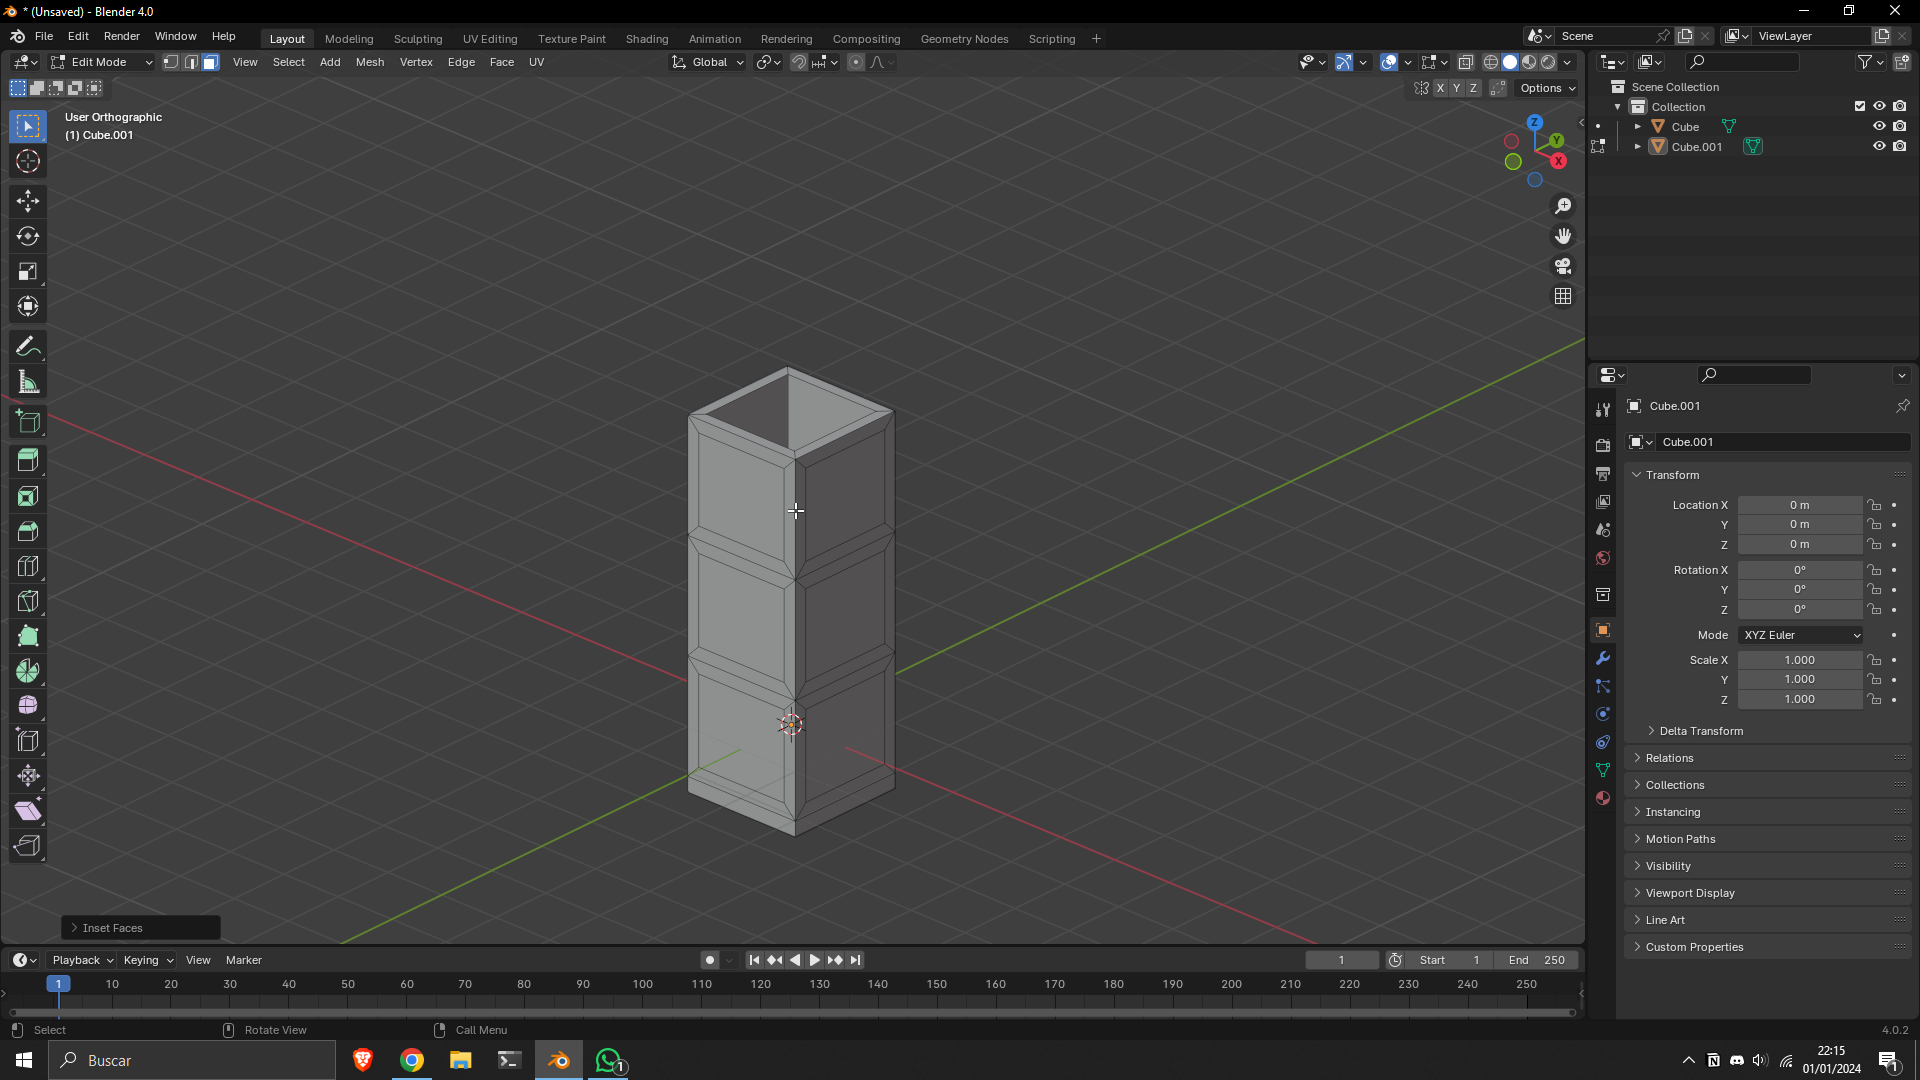 * (Unsaved) - Blender 4.0
File Edit Render Window Help
Layout Modeling Sculpting UV Editing Texture Paint Shading Animation Rendering Compositing Geometry Nodes Scripting +
Scene
ViewLayer
Edit Mode
View Select Add Mesh Vertex Edge Face UV
Global
X Y Z
Options
User Orthographic
(1) Cube.001
Z
Y
X
Scene Collection
Collection
Cube
Cube.001
Cube.001
Cube.001
Transform
Location X 0 m
Y 0 m
Z 0 m
Rotation X 0°
Y 0°
Z 0°
Mode XYZ Euler
Scale X 1.000
Y 1.000
Z 1.000
Delta Transform
Relations
Collections
Instancing
Motion Paths
Visibility
Viewport Display
Line Art
Custom Properties
Inset Faces
Playback Keying View Marker
1
Start 1
End 250
1 10 20 30 40 50 60 70 80 90 100 110 120 130 140 150 160 170 180 190 200 210 220 230 240 250
Select
Rotate View
Call Menu
4.0.2
Buscar
1
22:15
01/01/2024
1